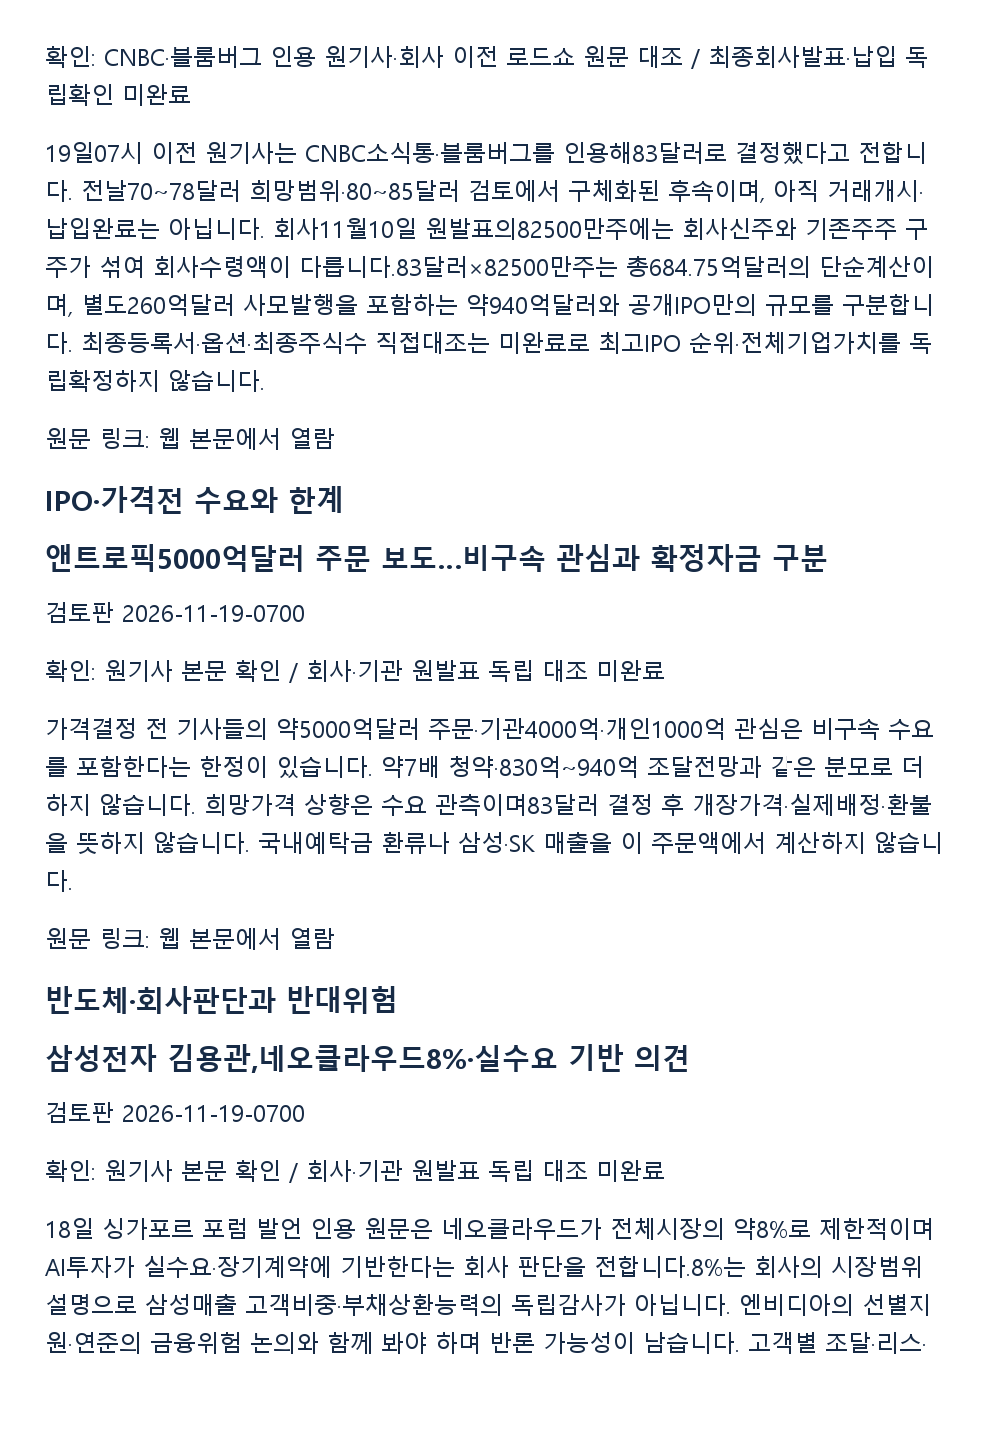 확인: CNBC·블룸버그 인용 원기사·회사 이전 로드쇼 원문 대조 / 최종회사발표·납입 독
립확인 미완료
19일07시 이전 원기사는 CNBC소식통·블룸버그를 인용해83달러로 결정했다고 전합니
다. 전날70~78달러 희망범위·80~85달러 검토에서 구체화된 후속이며, 아직 거래개시·
납입완료는 아닙니다. 회사11월10일 원발표의82500만주에는 회사신주와 기존주주 구
주가 섞여 회사수령액이 다릅니다.83달러×82500만주는 총684.75억달러의 단순계산이
며, 별도260억달러 사모발행을 포함하는 약940억달러와 공개IPO만의 규모를 구분합니
다. 최종등록서·옵션·최종주식수 직접대조는 미완료로 최고IPO 순위·전체기업가치를 독
립확정하지 않습니다.
원문 링크: 웹 본문에서 열람
IPO·가격전 수요와 한계
앤트로픽5000억달러 주문 보도...비구속 관심과 확정자금 구분
검토판 2026-11-19-0700
확인: 원기사 본문 확인 / 회사·기관 원발표 독립 대조 미완료
가격결정 전 기사들의 약5000억달러 주문·기관4000억·개인1000억 관심은 비구속 수요
를 포함한다는 한정이 있습니다. 약7배 청약·830억~940억 조달전망과 같은 분모로 더
하지 않습니다. 희망가격 상향은 수요 관측이며83달러 결정 후 개장가격·실제배정·환불
을 뜻하지 않습니다. 국내예탁금 환류나 삼성·SK 매출을 이 주문액에서 계산하지 않습니
다.
원문 링크: 웹 본문에서 열람
반도체·회사판단과 반대위험
삼성전자 김용관,네오클라우드8%·실수요 기반 의견
검토판 2026-11-19-0700
확인: 원기사 본문 확인 / 회사·기관 원발표 독립 대조 미완료
18일 싱가포르 포럼 발언 인용 원문은 네오클라우드가 전체시장의 약8%로 제한적이며
AI투자가 실수요·장기계약에 기반한다는 회사 판단을 전합니다.8%는 회사의 시장범위
설명으로 삼성매출 고객비중·부채상환능력의 독립감사가 아닙니다. 엔비디아의 선별지
원·연준의 금융위험 논의와 함께 봐야 하며 반론 가능성이 남습니다. 고객별 조달·리스·